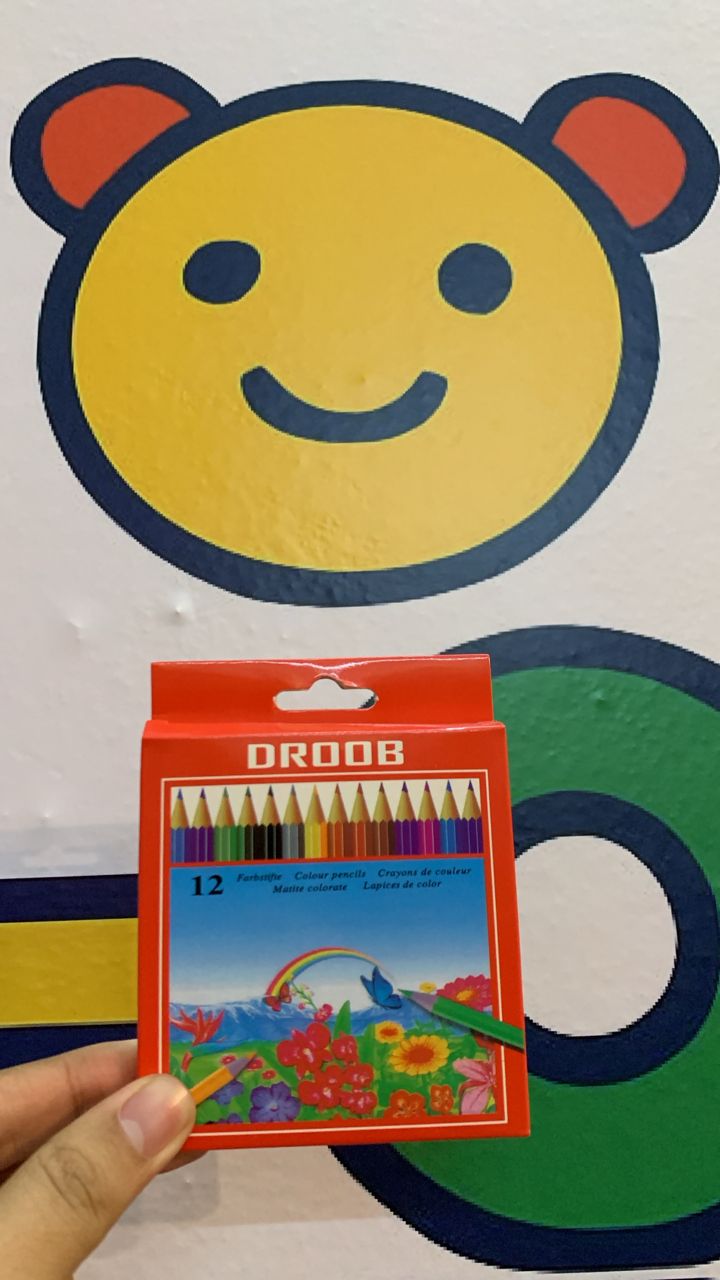 DROOB
12 Farbstifte Colour pencils Crayons de couleur
Matite colorate Lapices de color